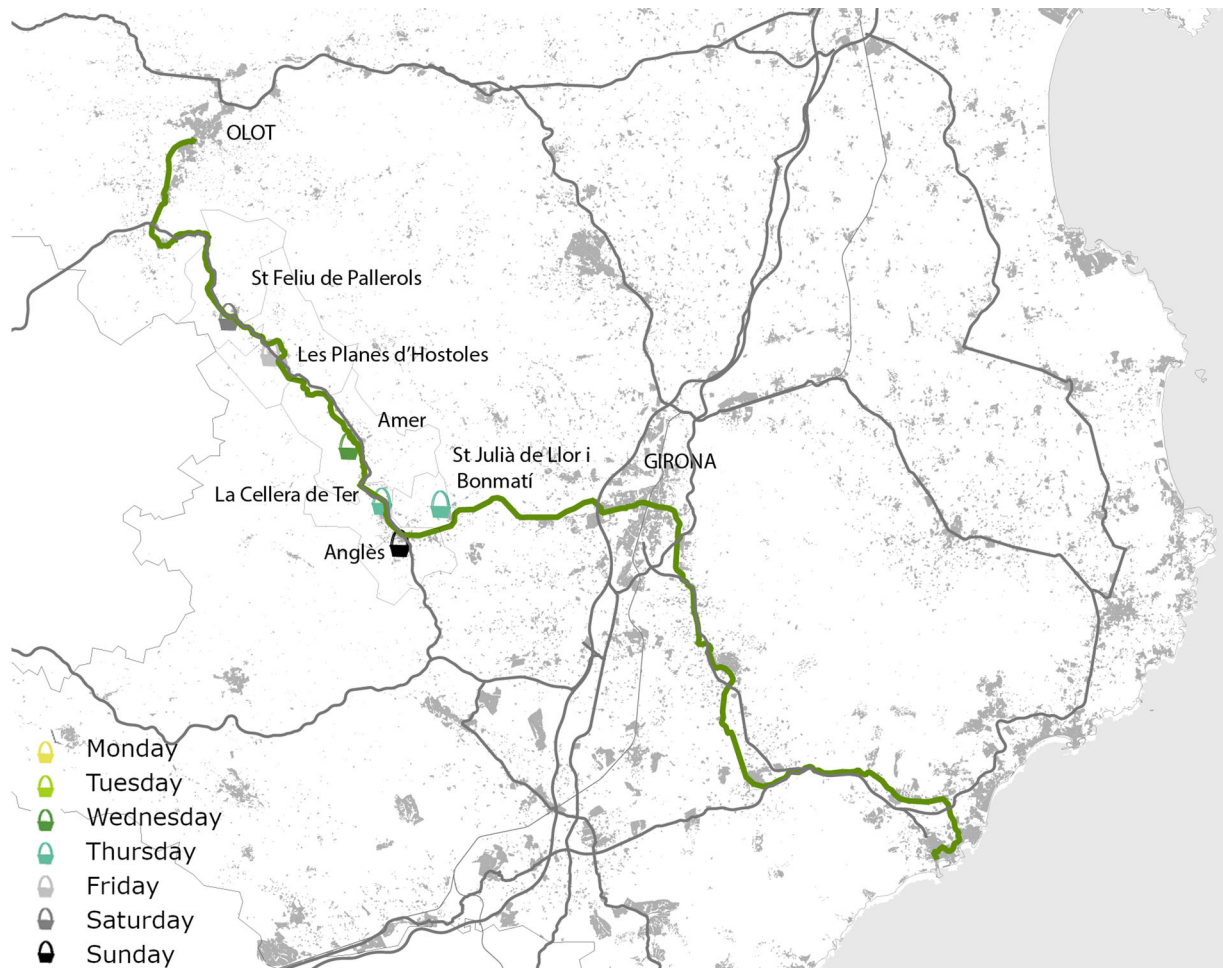 OLOT
St Feliu de Pallerols
Les Planes d’Hostoles
Amer
St Julià de Llor i
Bonmatí
GIRONA
La Cellera de Ter
Anglès
Monday
Tuesday
Wednesday
Thursday
Friday
Saturday
Sunday